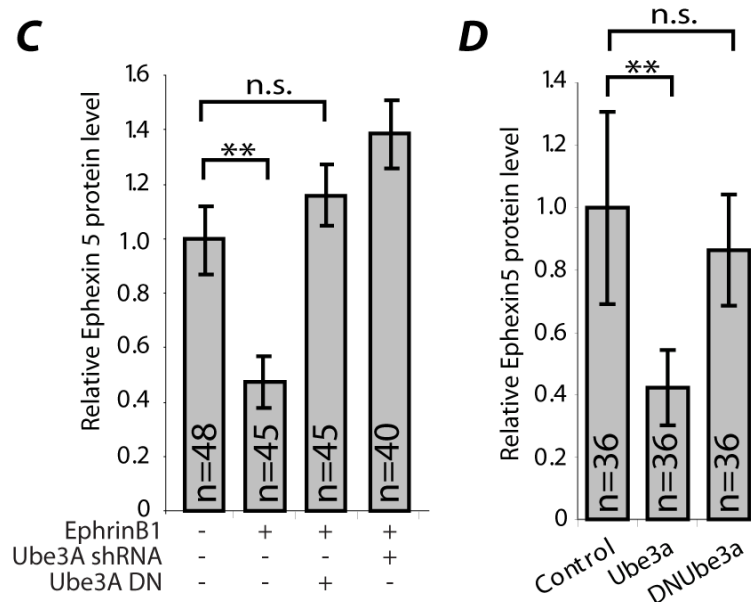 C
Relative Ephexin 5 protein level
1.6
1.4
1.2
1.0
0.8
0.6
0.4
0.2
0
n.s.
**
n=48
n=45
n=45
n=40
EphrinB1 - + + +
Ube3A shRNA - - - +
Ube3A DN - - + -
D
Relative Ephexin5 protein level
1.4
1.2
1.0
0.8
0.6
0.4
0.2
0
n.s.
**
n=36
n=36
n=36
Control
Ube3a
DNUbe3a